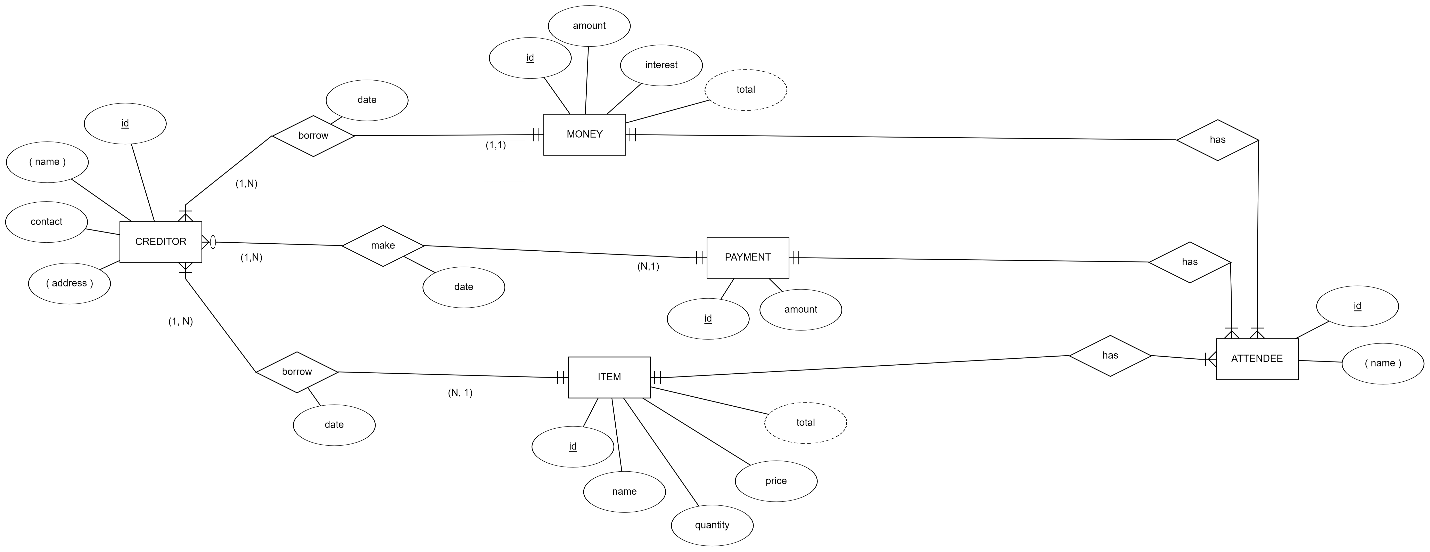 amount
id
interest
total
date
id
borrow
MONEY
has
(1,1)
( name )
(1,N)
contact
CREDITOR
make
(1,N)
PAYMENT
has
(N,1)
( address )
date
id
amount
id
(1, N)
has
ATTENDEE
( name )
borrow
ITEM
(N, 1)
date
total
id
name
price
quantity